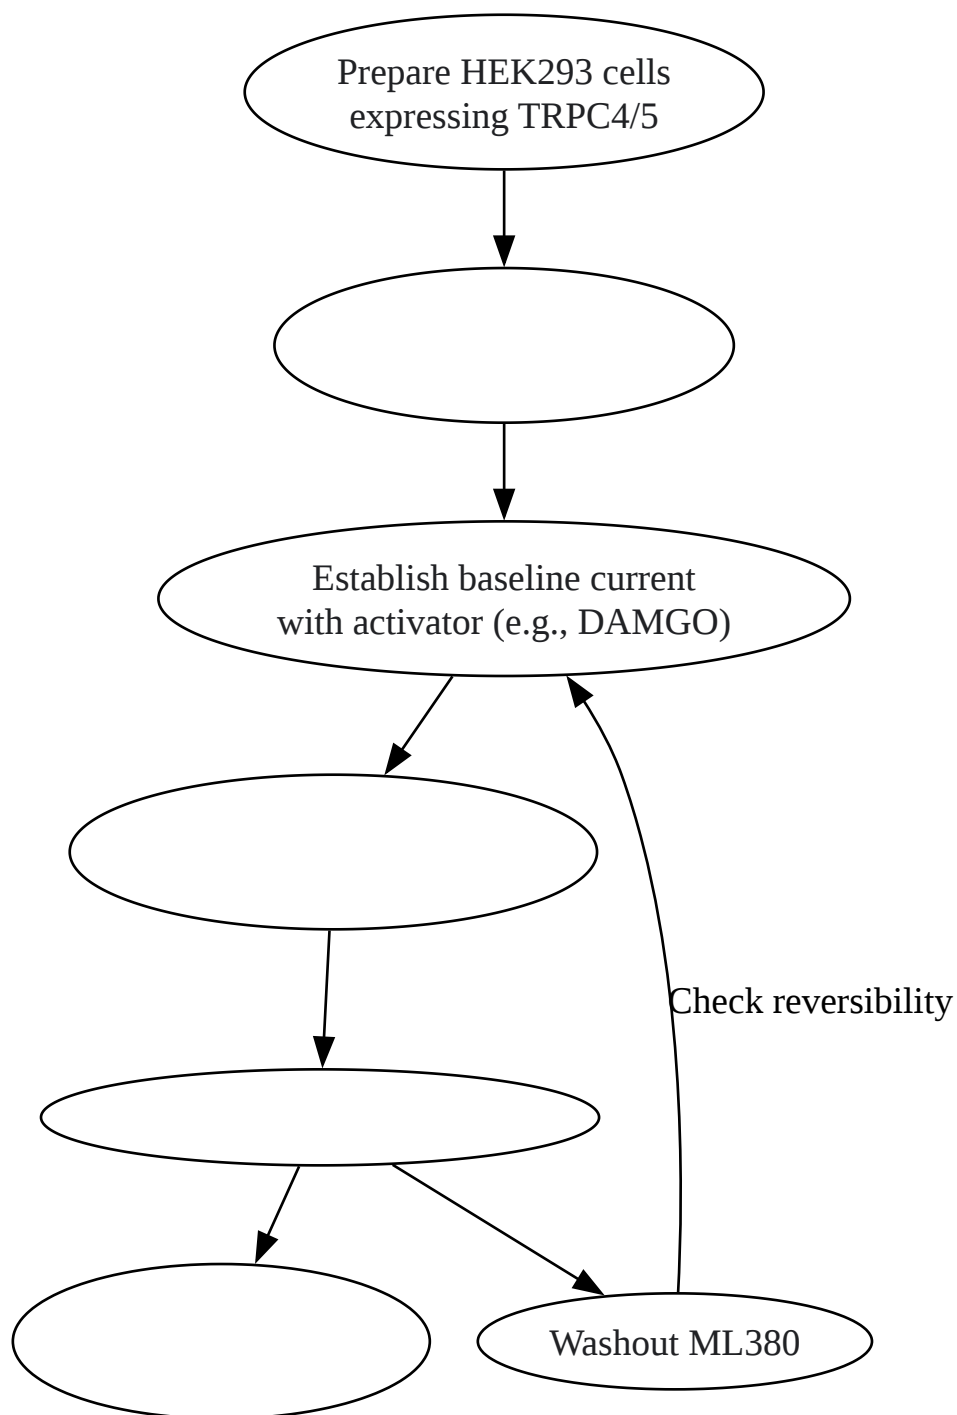 Prepare HEK293 cells
expressing TRPC4/5
Establish baseline current
with activator (e.g., DAMGO)
Check reversibility
Washout ML380